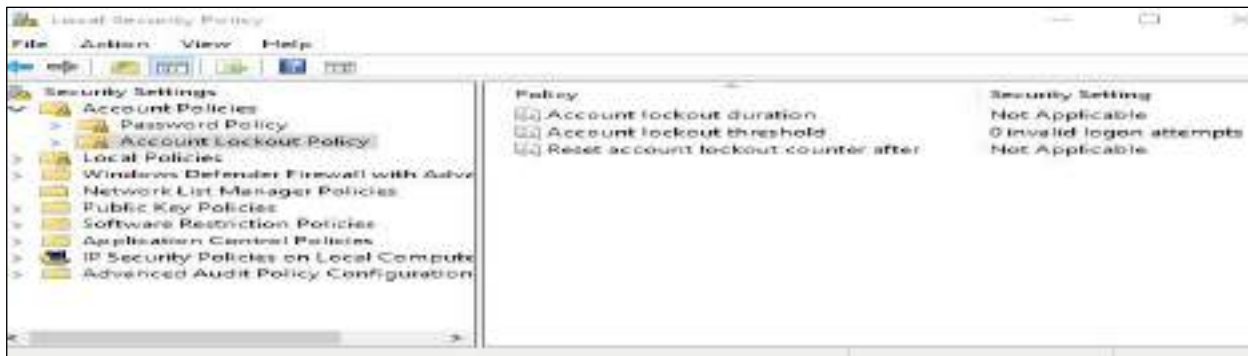 Local Security Policy
File Action View Help
Security Settings
Account Policies
Password Policy
Account Lockout Policy
Local Policies
Windows Defender Firewall with Adva
Network List Manager Policies
Public Key Policies
Software Restriction Policies
Application Control Policies
IP Security Policies on Local Compute
Advanced Audit Policy Configuration
Policy Security Setting
Account lockout duration Not Applicable
Account lockout threshold 0 invalid logon attempts
Reset account lockout counter after Not Applicable